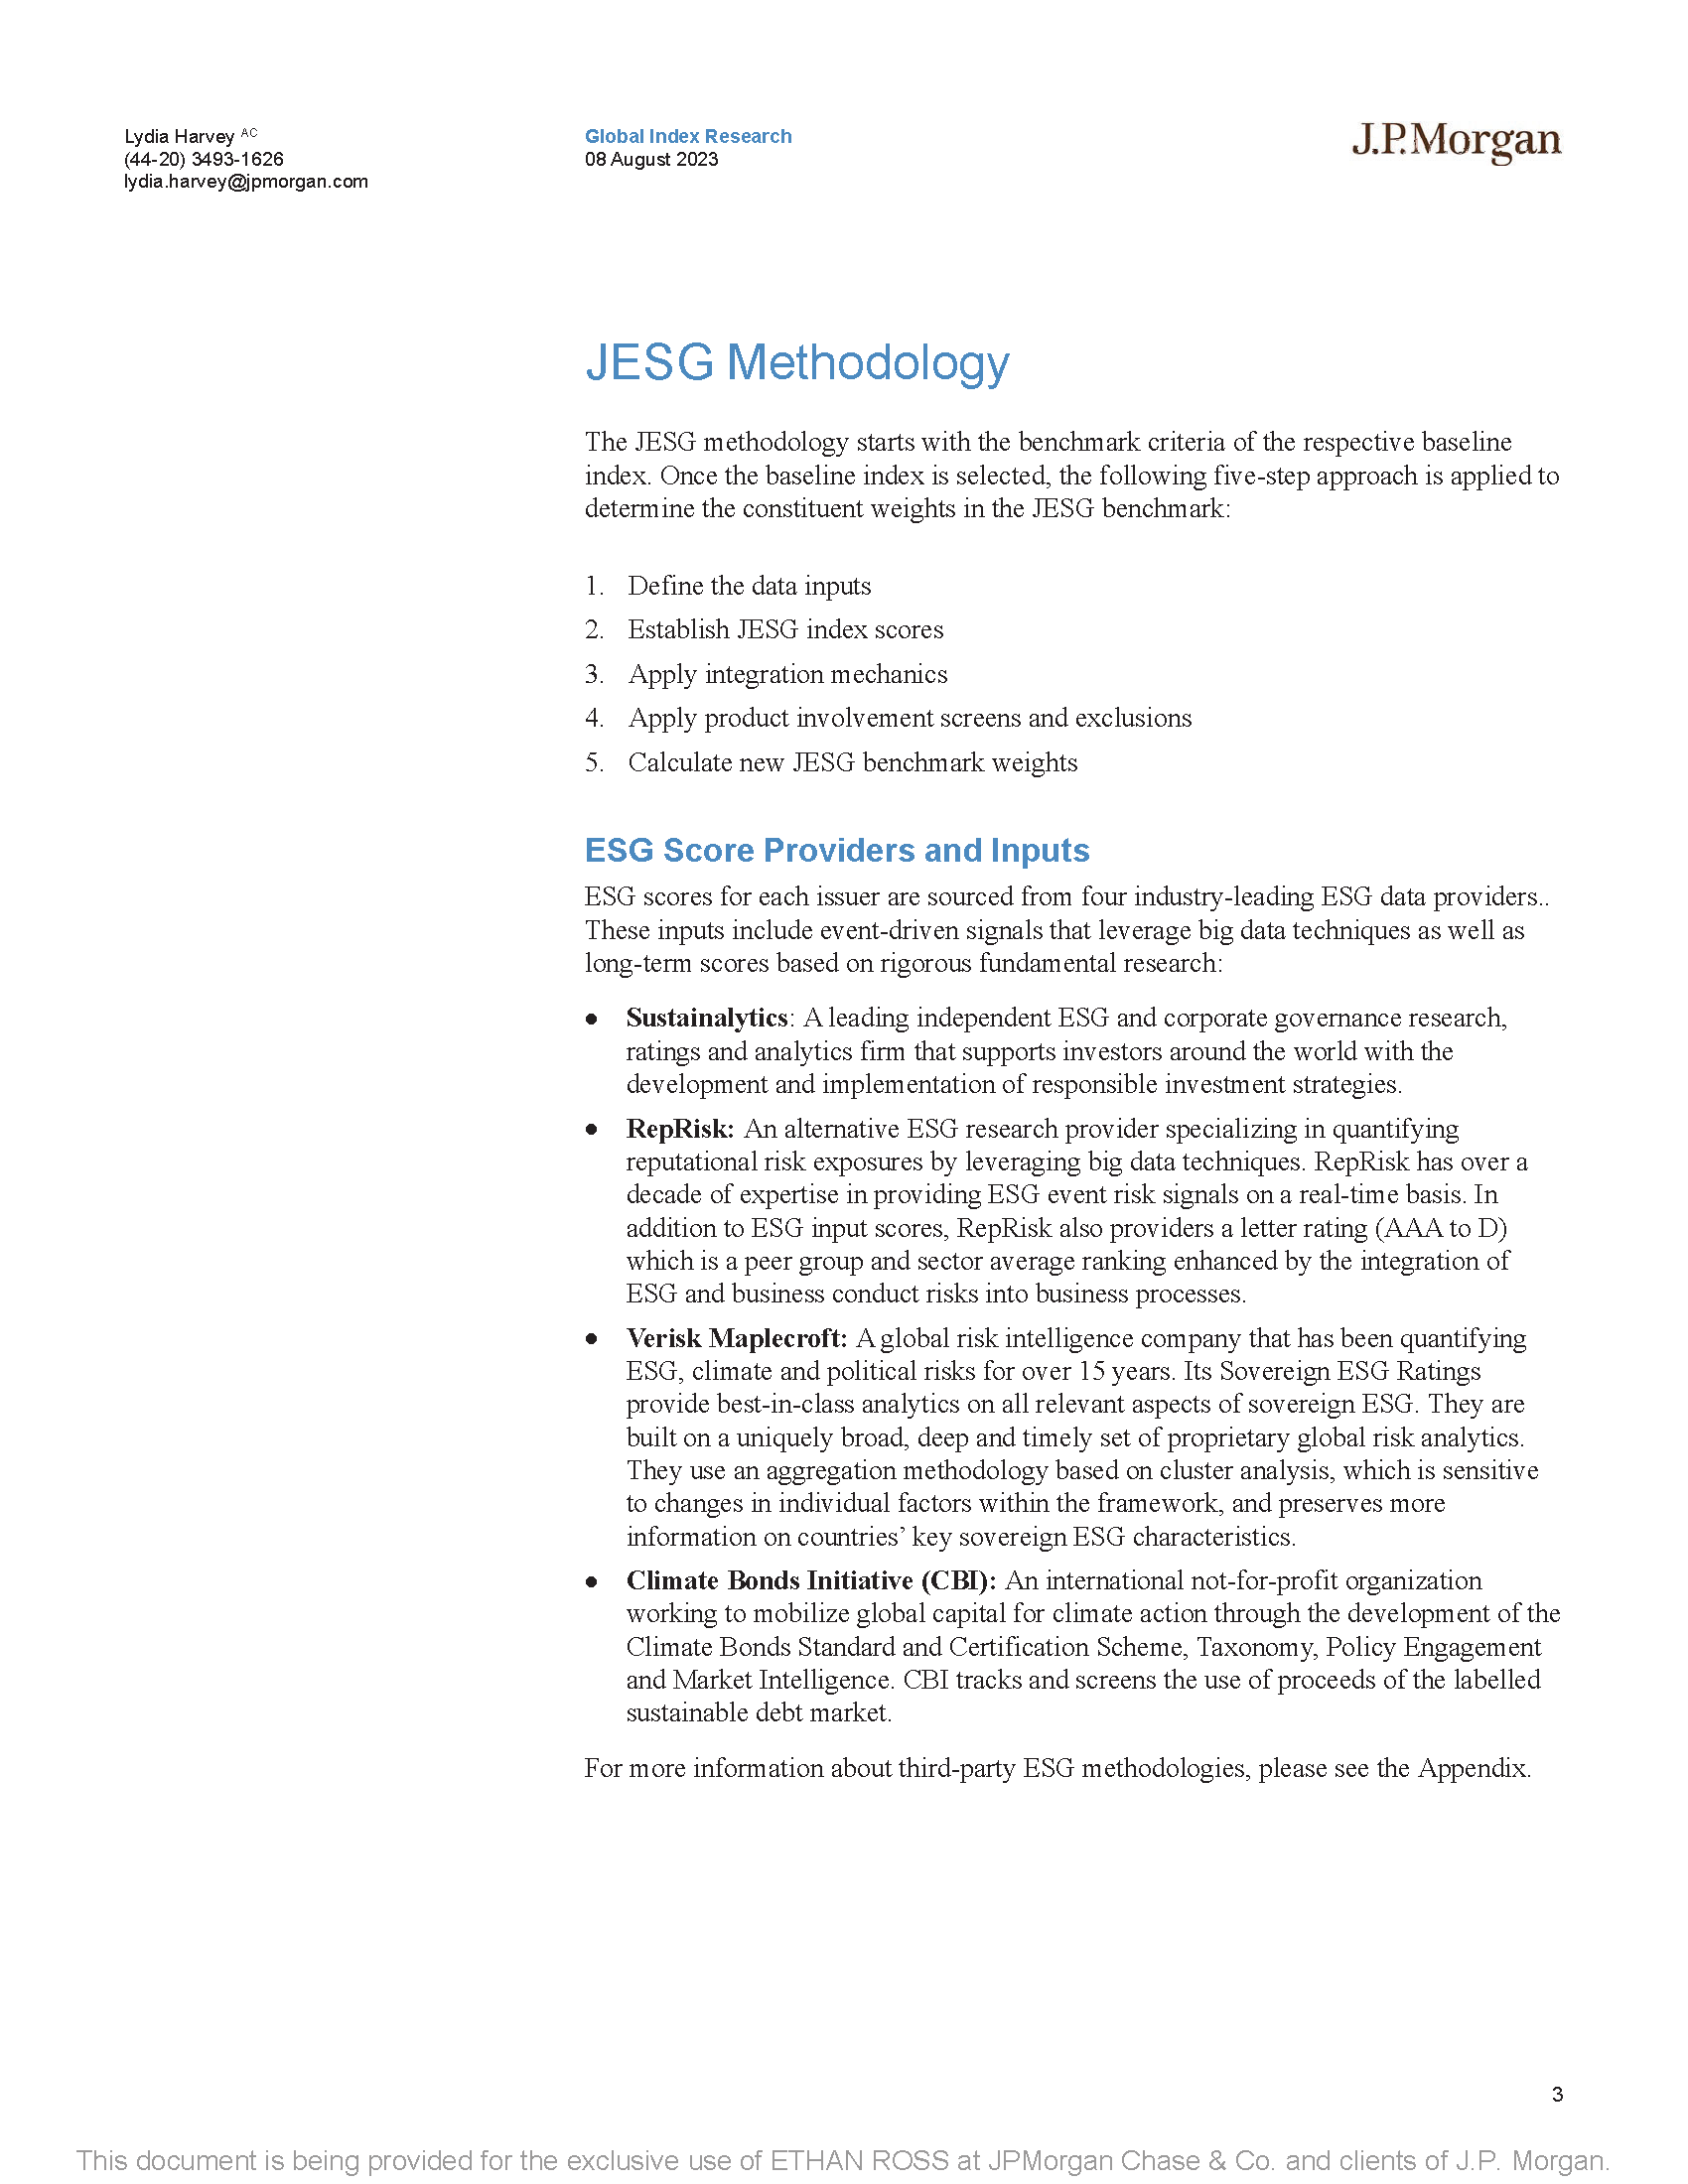 Lydia Harvey AC
(44-20) 3493-1626
lydia.harvey@jpmorgan.com
Global Index Research
08 August 2023
J.P.Morgan
JESG Methodology
The JESG methodology starts with the benchmark criteria of the respective baseline
index. Once the baseline index is selected, the following five-step approach is applied to
determine the constituent weights in the JESG benchmark:
1. Define the data inputs
2. Establish JESG index scores
3. Apply integration mechanics
4. Apply product involvement screens and exclusions
5. Calculate new JESG benchmark weights
ESG Score Providers and Inputs
ESG scores for each issuer are sourced from four industry-leading ESG data providers..
These inputs include event-driven signals that leverage big data techniques as well as
long-term scores based on rigorous fundamental research:
● Sustainalytics: A leading independent ESG and corporate governance research,
ratings and analytics firm that supports investors around the world with the
development and implementation of responsible investment strategies.
● RepRisk: An alternative ESG research provider specializing in quantifying
reputational risk exposures by leveraging big data techniques. RepRisk has over a
decade of expertise in providing ESG event risk signals on a real-time basis. In
addition to ESG input scores, RepRisk also providers a letter rating (AAA to D)
which is a peer group and sector average ranking enhanced by the integration of
ESG and business conduct risks into business processes.
● Verisk Maplecroft: A global risk intelligence company that has been quantifying
ESG, climate and political risks for over 15 years. Its Sovereign ESG Ratings
provide best-in-class analytics on all relevant aspects of sovereign ESG. They are
built on a uniquely broad, deep and timely set of proprietary global risk analytics.
They use an aggregation methodology based on cluster analysis, which is sensitive
to changes in individual factors within the framework, and preserves more
information on countries’ key sovereign ESG characteristics.
● Climate Bonds Initiative (CBI): An international not-for-profit organization
working to mobilize global capital for climate action through the development of the
Climate Bonds Standard and Certification Scheme, Taxonomy, Policy Engagement
and Market Intelligence. CBI tracks and screens the use of proceeds of the labelled
sustainable debt market.
For more information about third-party ESG methodologies, please see the Appendix.
3
This document is being provided for the exclusive use of ETHAN ROSS at JPMorgan Chase & Co. and clients of J.P. Morgan.